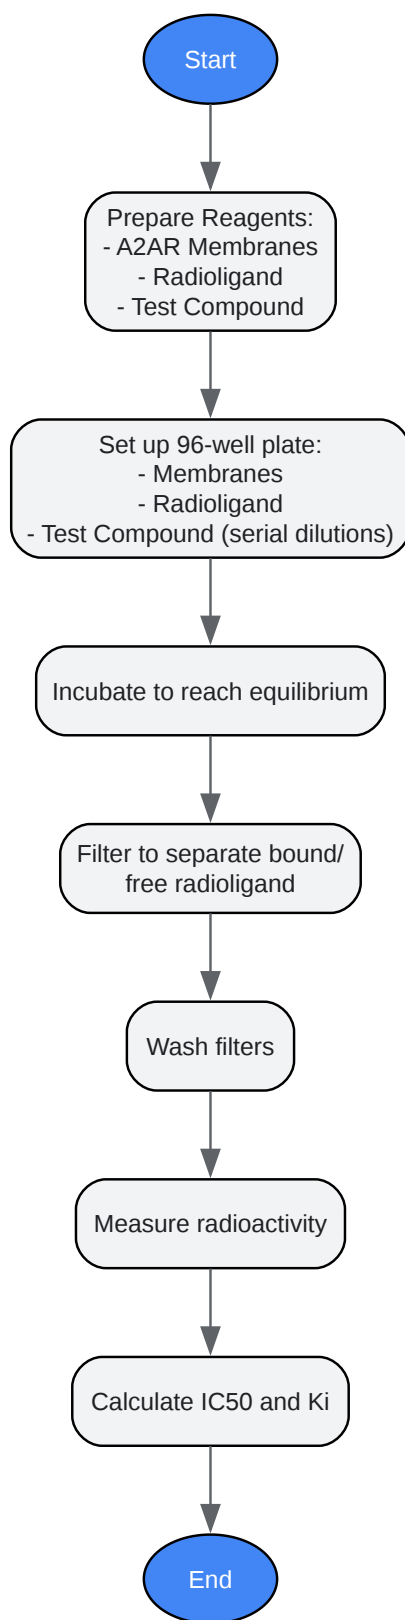 Start
Prepare Reagents:
- A2AR Membranes
- Radioligand
- Test Compound
Set up 96-well plate:
- Membranes
- Radioligand
- Test Compound (serial dilutions)
Incubate to reach equilibrium
Filter to separate bound/
free radioligand
Wash filters
Measure radioactivity
Calculate IC50 and Ki
End